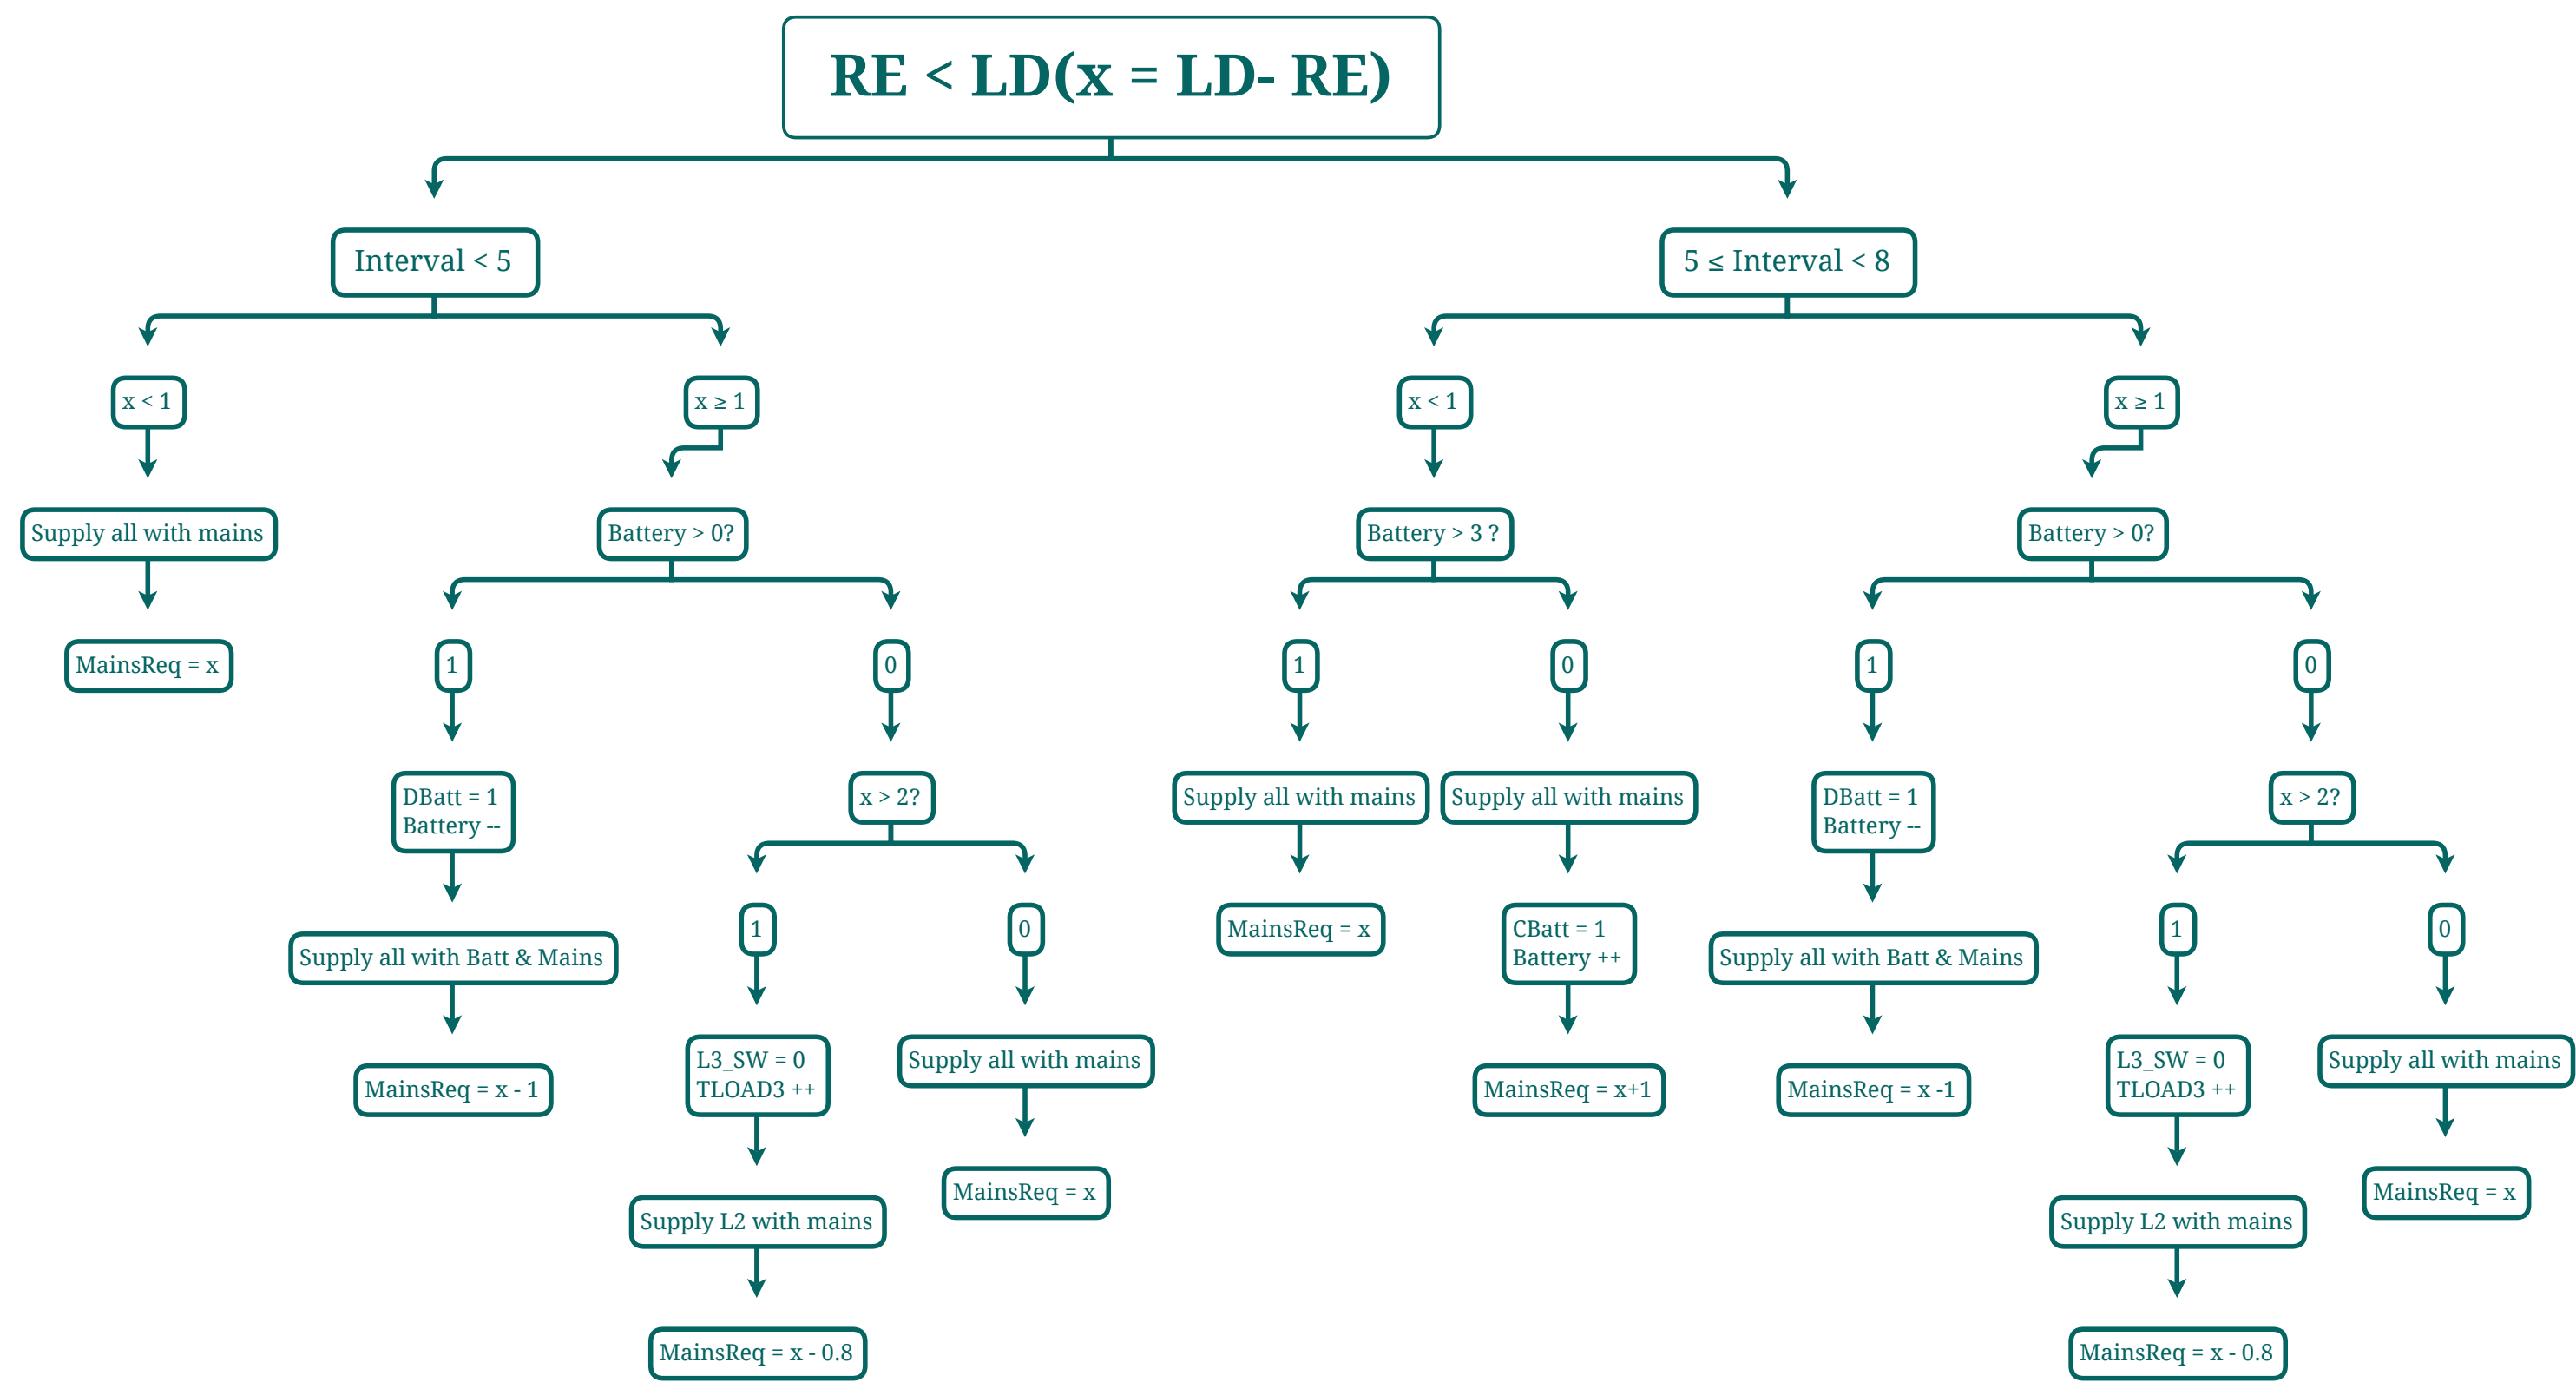 RE < LD(x = LD- RE)
Interval < 5
5 ≤ Interval < 8
x < 1
x ≥ 1
x < 1
x ≥ 1
Supply all with mains
Battery > 0?
Battery > 3 ?
Battery > 0?
MainsReq = x
1
0
1
0
1
0
DBatt = 1
Battery --
x > 2?
Supply all with mains
Supply all with mains
DBatt = 1
Battery --
x > 2?
Supply all with Batt & Mains
1
0
MainsReq = x
CBatt = 1
Battery ++
Supply all with Batt & Mains
1
0
MainsReq = x - 1
L3_SW = 0
TLOAD3 ++
Supply all with mains
MainsReq = x+1
MainsReq = x -1
L3_SW = 0
TLOAD3 ++
Supply all with mains
Supply L2 with mains
MainsReq = x
Supply L2 with mains
MainsReq = x
MainsReq = x - 0.8
MainsReq = x - 0.8